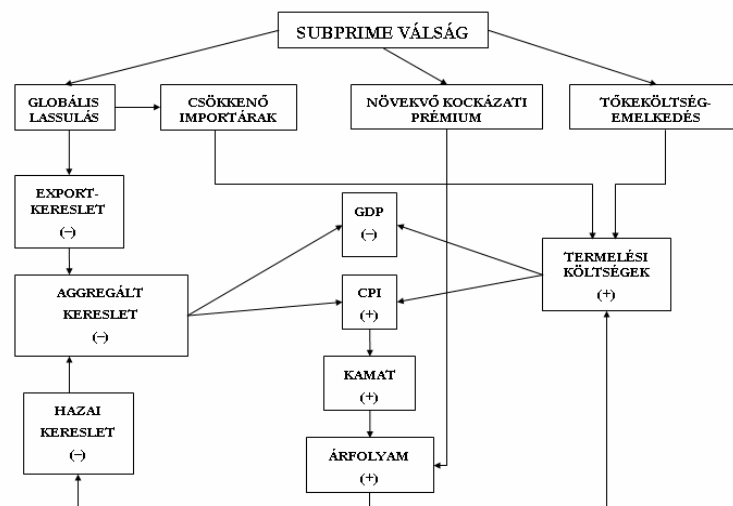 SUBPRIME VÁLSÁG
GLOBÁLIS
LASSULÁS
CSÖKKENŐ
IMPORTÁRAK
NÖVEKVŐ KOCKÁZATI
PRÉMIUM
TŐKEKÖLTSÉG-
EMELKEDÉS
EXPORT-
KERESLET
(–)
GDP
(–)
TERMELÉSI
KÖLTSÉGEK
(+)
AGGREGÁLT
KERESLET
(–)
CPI
(+)
KAMAT
(+)
HAZAI
KERESLET
(–)
ÁRFOLYAM
(+)